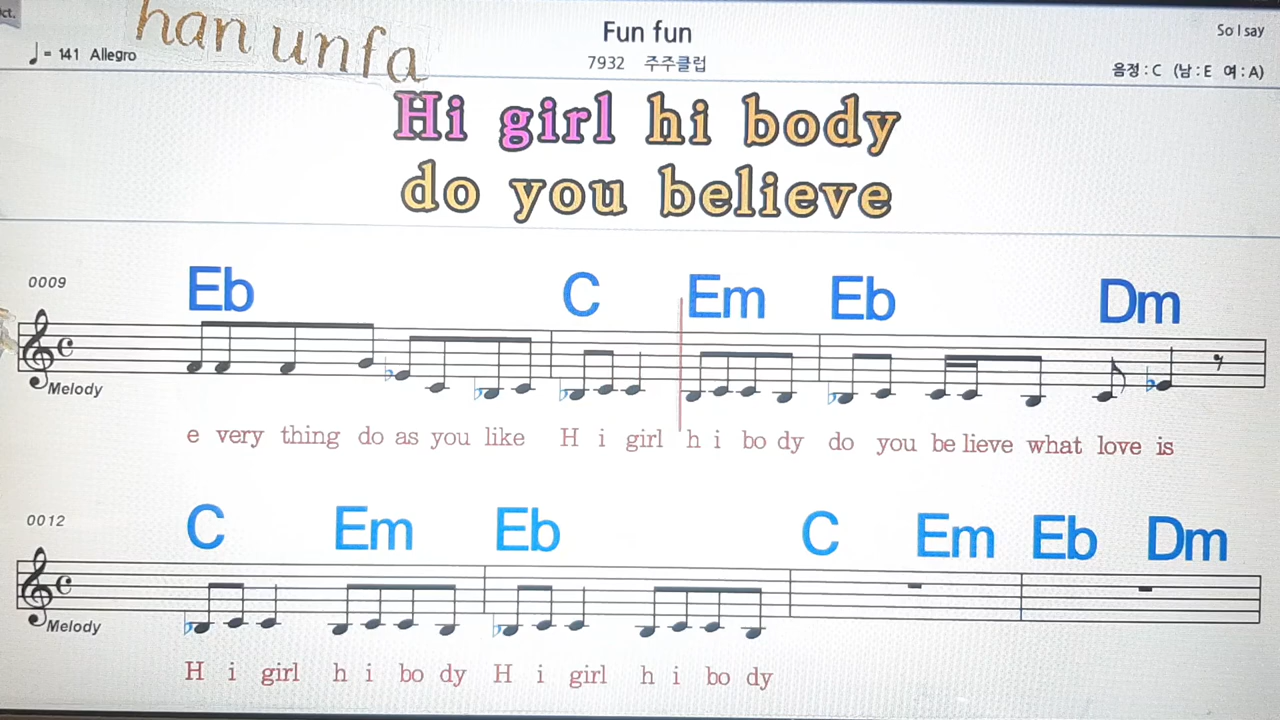 ct.
han unfa
Fun fun
So I say
♩= 141 Allegro
7932 주주클럽
음정 : C (남 : E 여 : A)
Hi girl hi body
do you believe
0009
Eb C Em Eb Dm
Melody
e very thing do as you like H i girl h i bo dy do you be lieve what love is
0012
C Em Eb C Em Eb Dm
Melody
H i girl h i bo dy H i girl h i bo dy